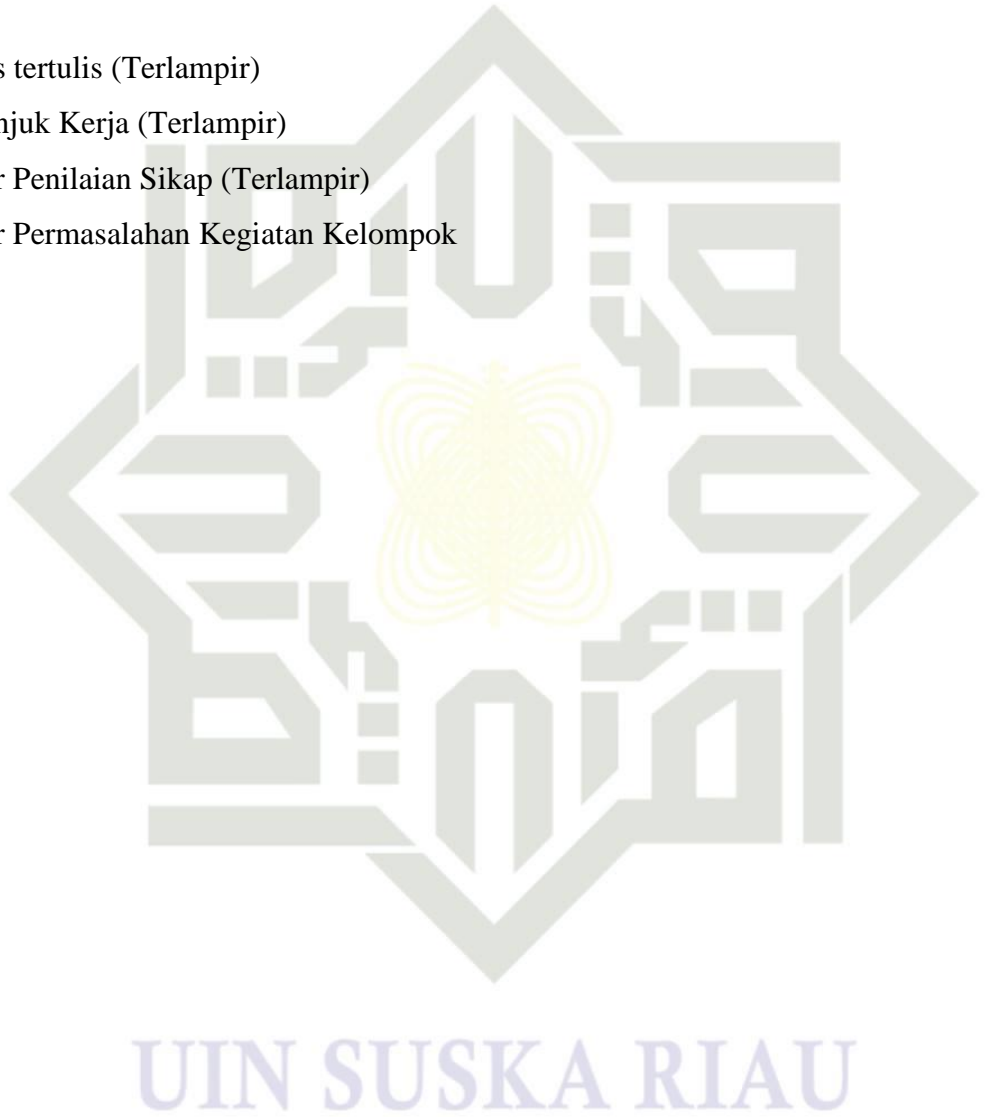 s tertulis (Terlampir)
njuk Kerja (Terlampir)
r Penilaian Sikap (Terlampir)
r Permasalahan Kegiatan Kelompok
UIN SUSKA RIAU